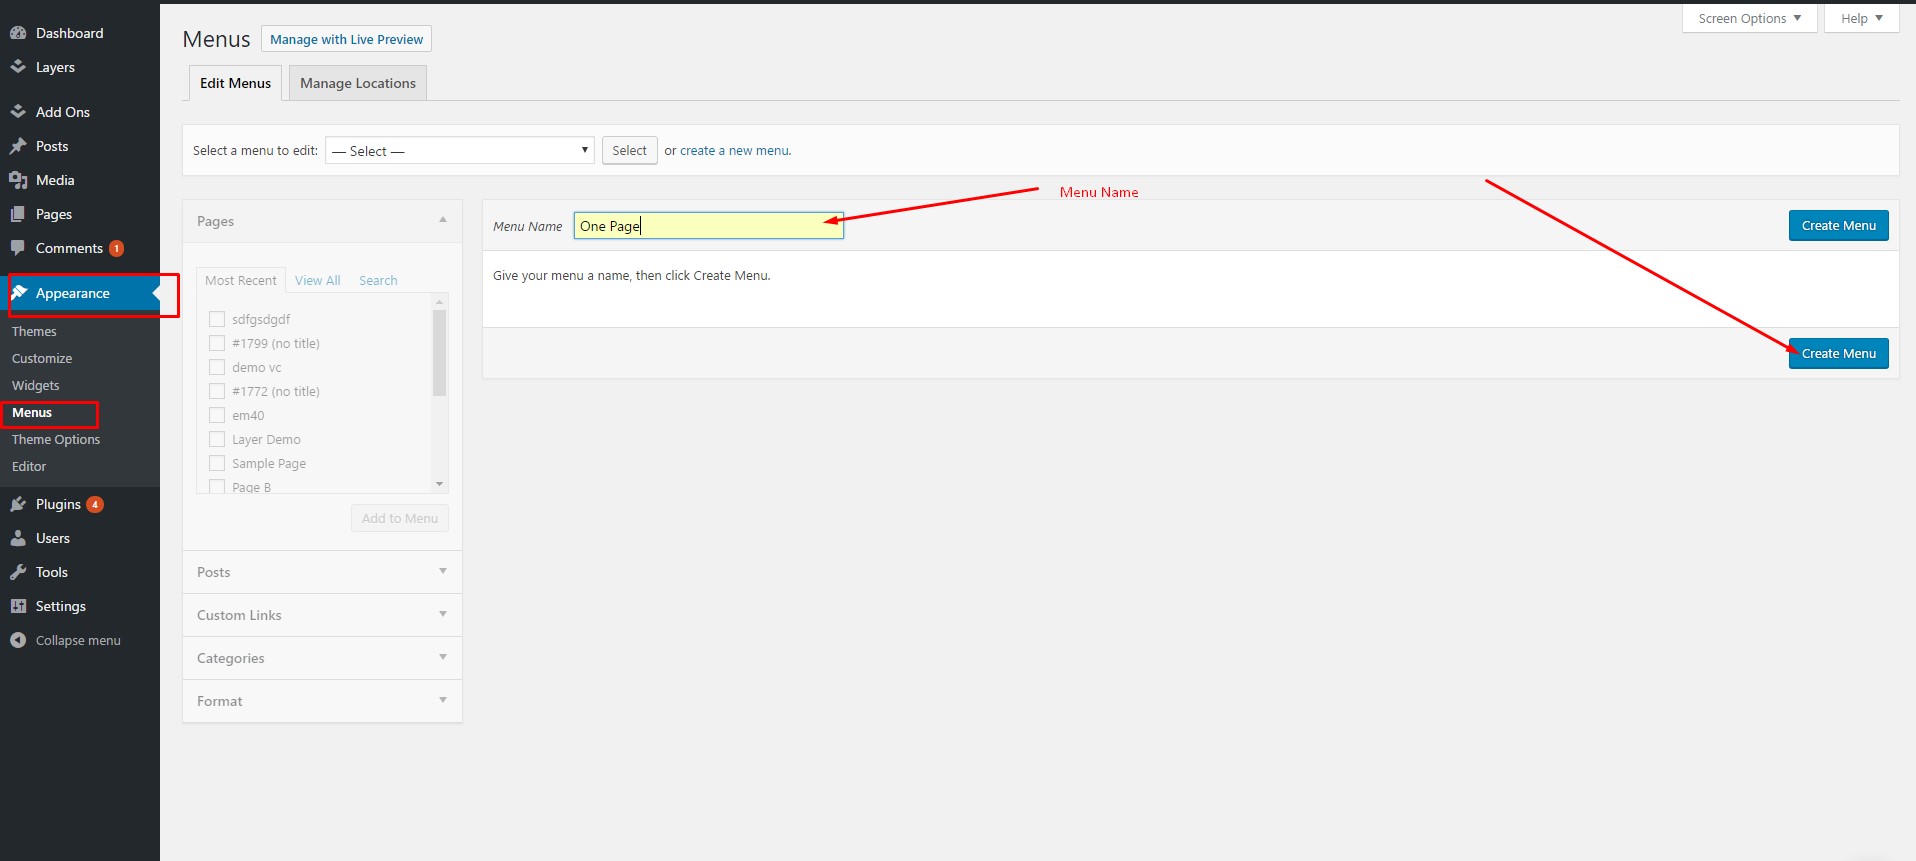 Dashboard
Layers
Add Ons
Posts
Media
Pages
Comments 1
Appearance
Themes
Customize
Widgets
Menus
Theme Options
Editor
Plugins 4
Users
Tools
Settings
Collapse menu
Screen Options
Help
Menus
Manage with Live Preview
Edit Menus
Manage Locations
Select a menu to edit: — Select — Select or create a new menu.
Pages
Most Recent View All Search
sdfgsdgdf
#1799 (no title)
demo vc
#1772 (no title)
em40
Layer Demo
Sample Page
Page B
Add to Menu
Posts
Custom Links
Categories
Format
Menu Name
Menu Name One Page Create Menu
Give your menu a name, then click Create Menu.
Create Menu